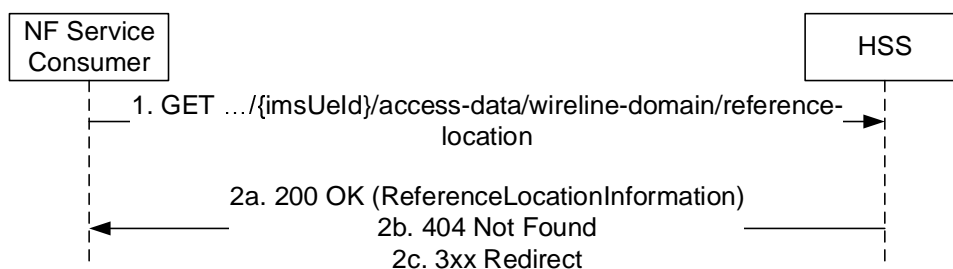 NF Service
Consumer
HSS
1. GET …/{imsUeId}/access-data/wireline-domain/reference-
location
2a. 200 OK (ReferenceLocationInformation)
2b. 404 Not Found
2c. 3xx Redirect